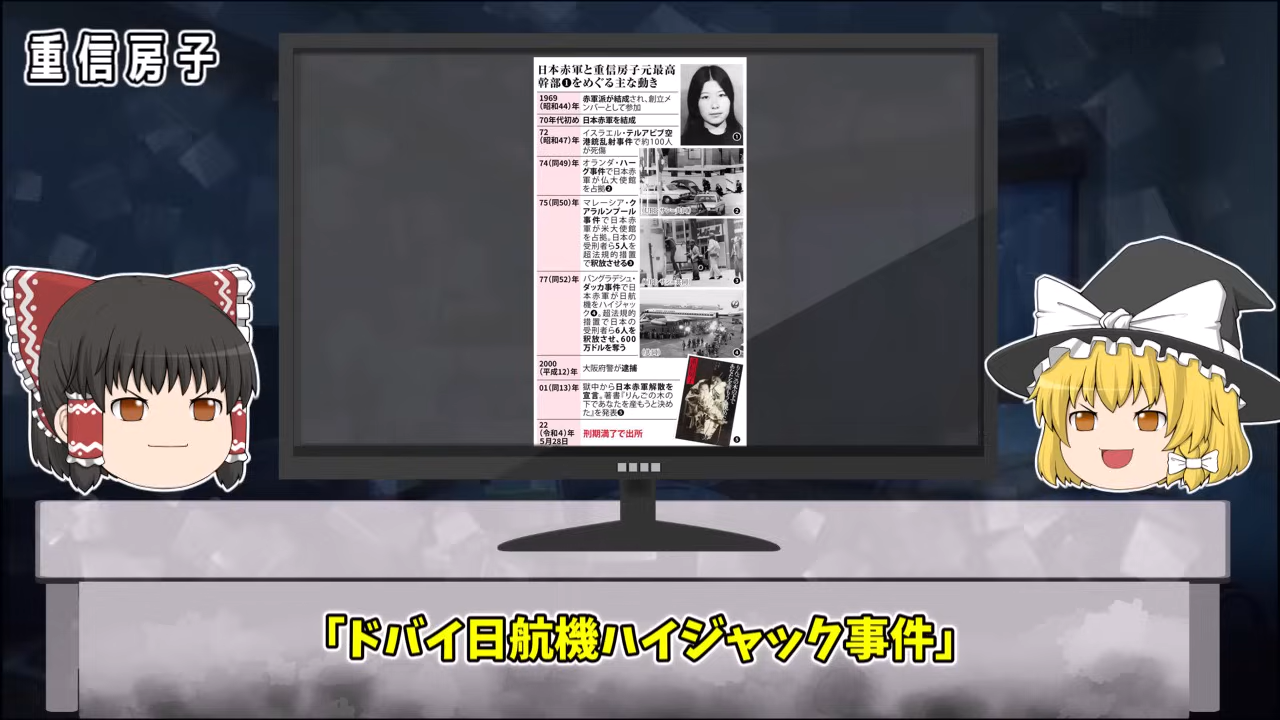 重信房子
日本赤軍と重信房子元最高
幹部❶をめぐる主な動き
1969
(昭和44)年
赤軍派が結成され、創立メ
ンバーとして参加
70年代初め
日本赤軍を結成
72
(昭和47)年
イスラエル・テルアビブ空
港銃乱射事件で約100人
が死傷
74(同49)年
オランダ・ハー
グ事件で日本赤
軍が仏大使館
を占拠❷
75(同50)年
マレーシア・ク
アラルンプール
事件で日本赤
軍が米大使館
を占拠。日本の
受刑者ら5人を
超法規的措置
で釈放させる❸
77(同52)年
バングラデシュ・
ダッカ事件で日
本赤軍が日航
機をハイジャッ
ク❹。超法規的
措置で日本の
受刑者ら6人を
釈放させ、600
万ドルを奪う
2000
(平成12)年
大阪府警が逮捕
01(同13)年
獄中から日本赤軍解散を
宣言。著書『りんごの木の
下であなたを産もうと決め
た』を発表❺
22
(令和4)年
5月28日
刑期満了で出所
❶
❷
❸
❹
❺
「ドバイ日航機ハイジャック事件」